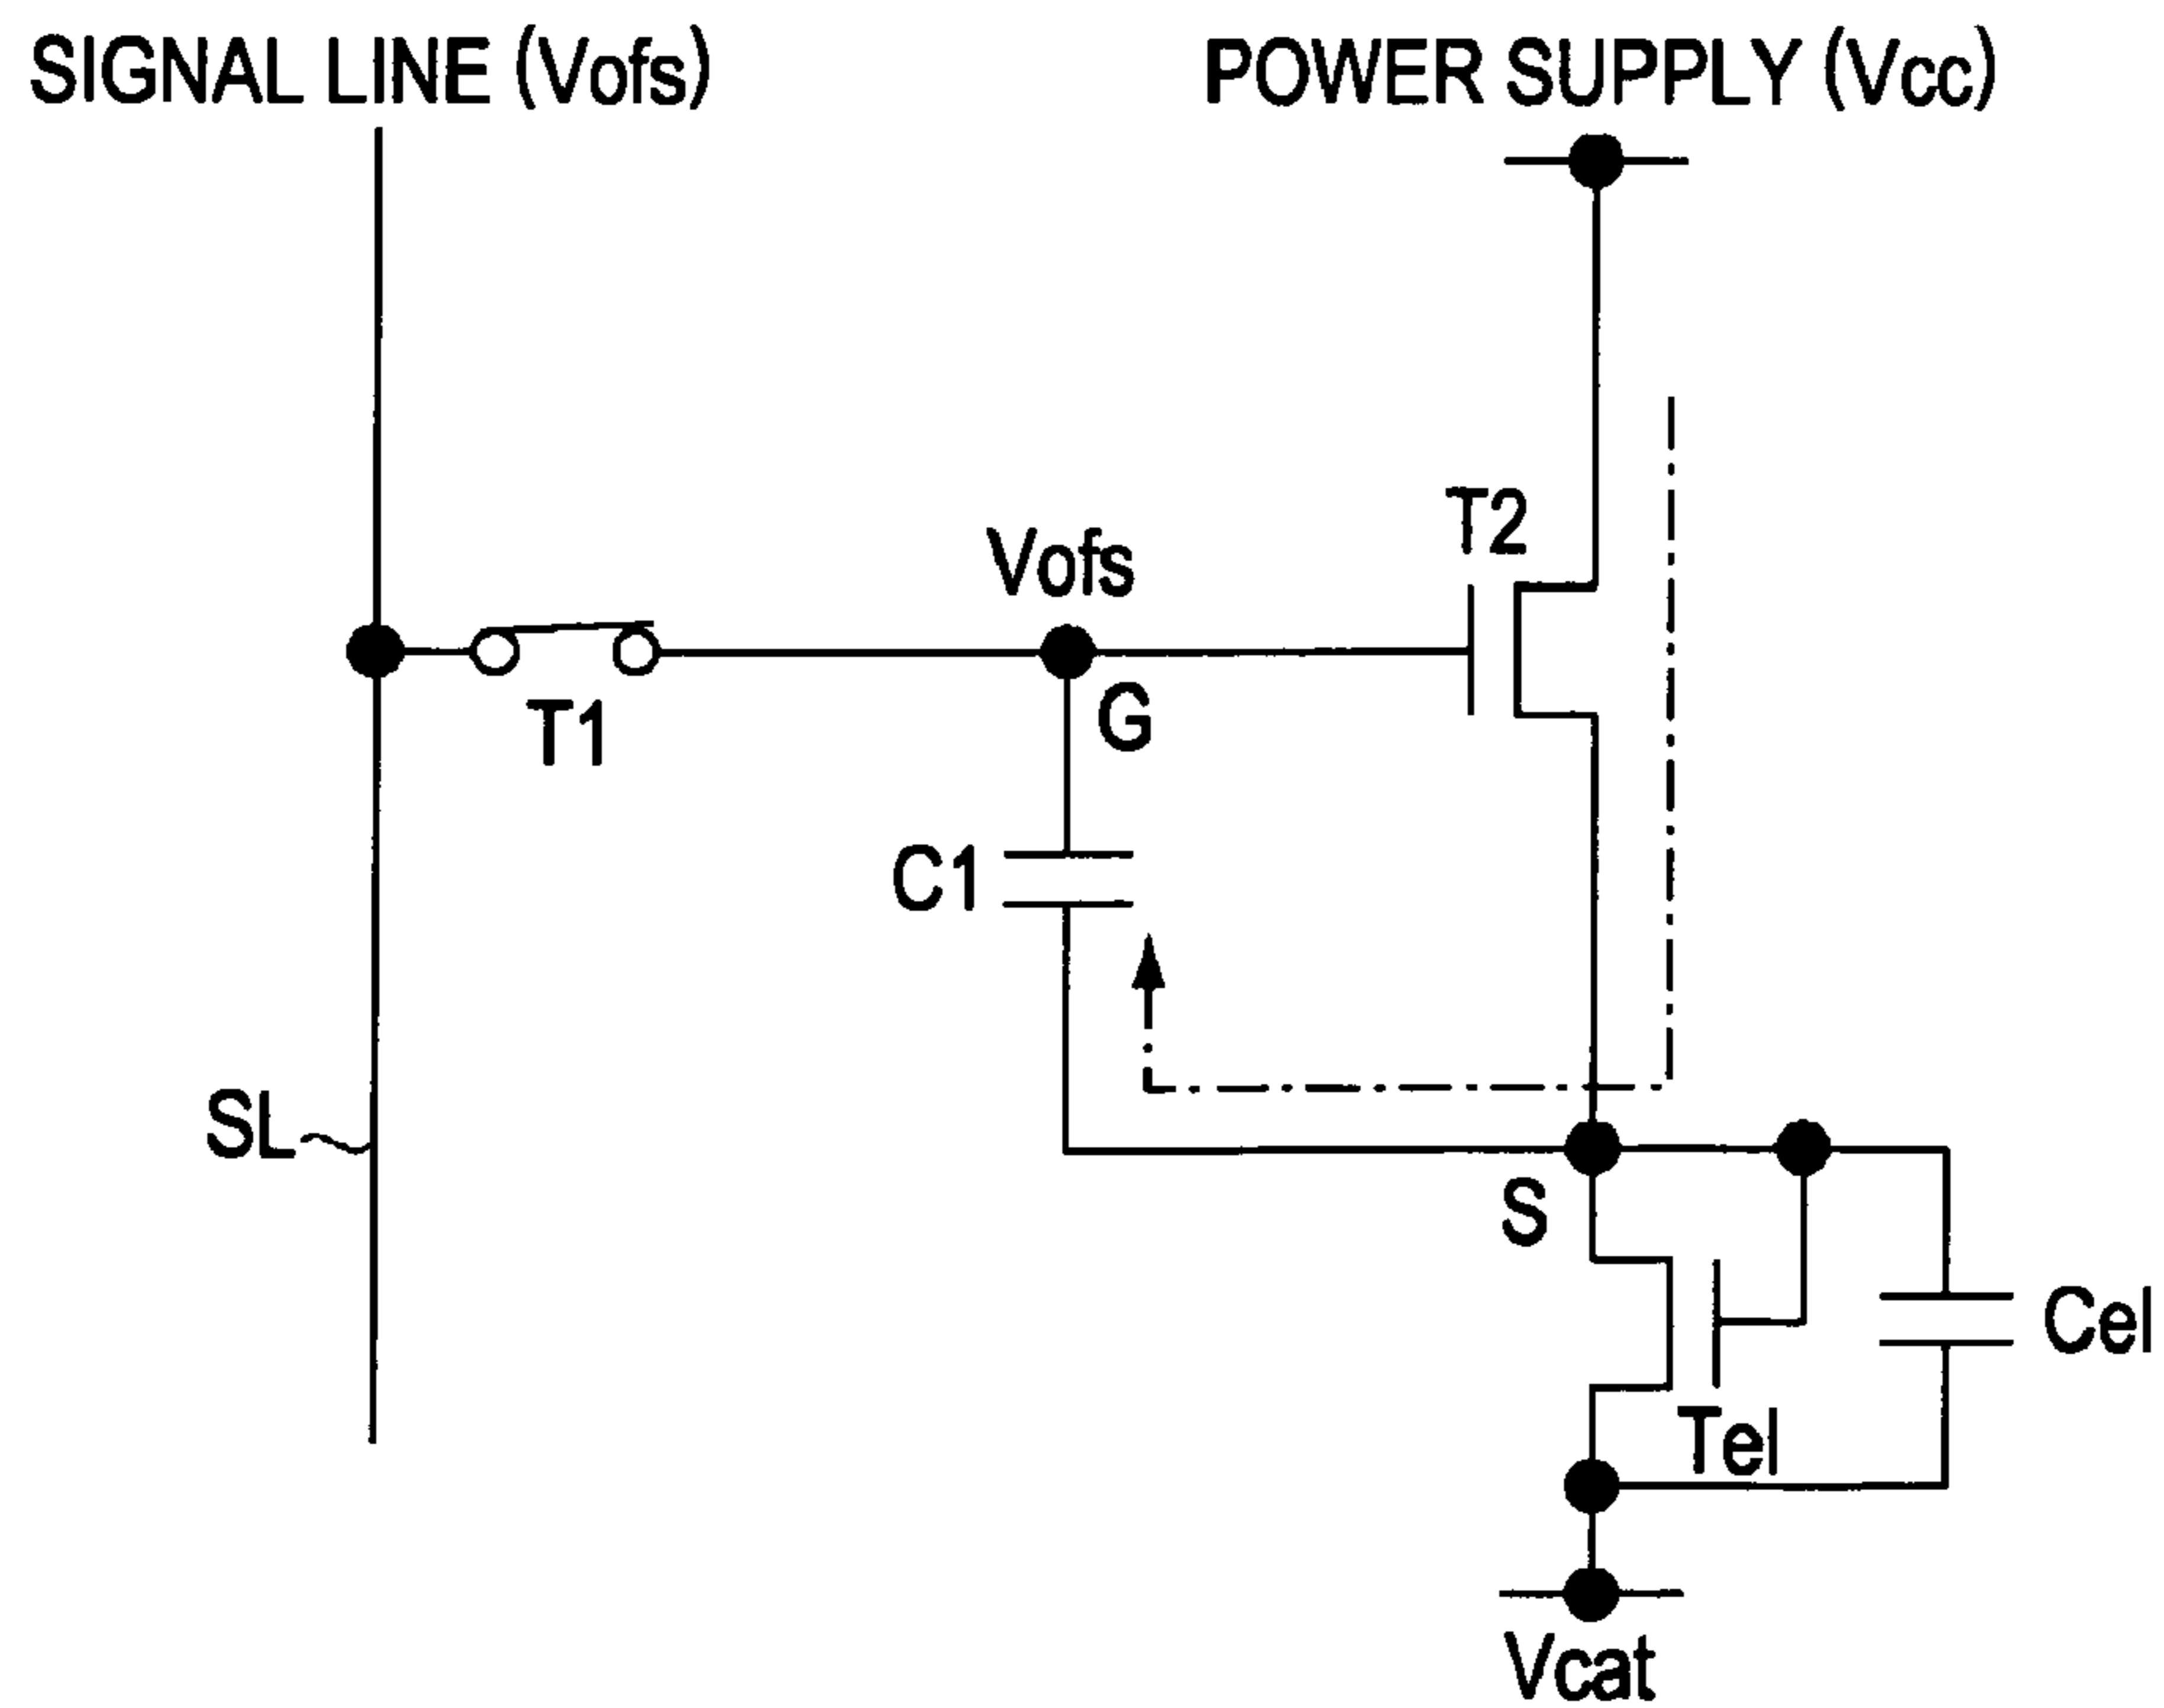 SIGNAL LINE (Vofs)
POWER SUPPLY (Vcc)
T2
Vofs
G
T1
C1
SL
S
Cel
Tel
Vcat